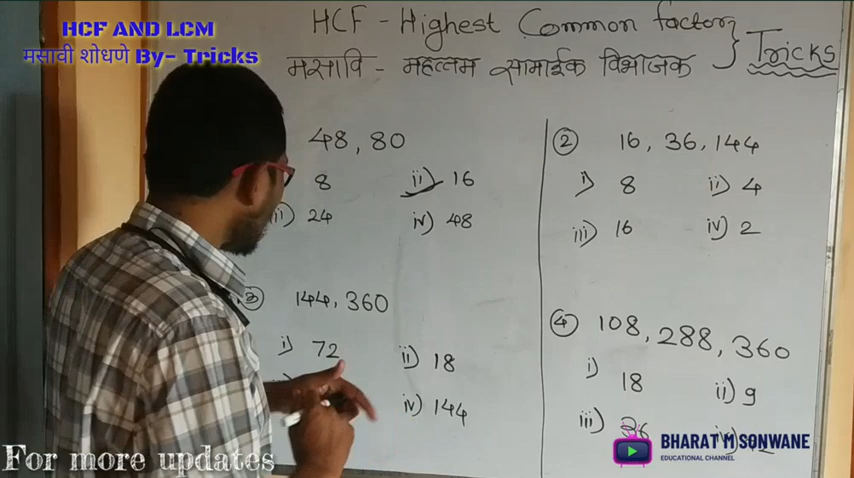 HCF AND LCM
मसावी शोधणे By- Tricks
HCF - Highest Common factor
मसावि - महत्तम सामाईक विभाजक
Tricks
48, 80
8 ii) 16
iii) 24 iv) 48
② 16, 36, 144
i) 8 ii) 4
iii) 16 iv) 2
③ 144, 360
i) 72 ii) 18
iv) 144
④ 108, 288, 360
i) 18 ii) 9
iii) 36
For more updates
BHARAT M SONWANE
EDUCATIONAL CHANNEL